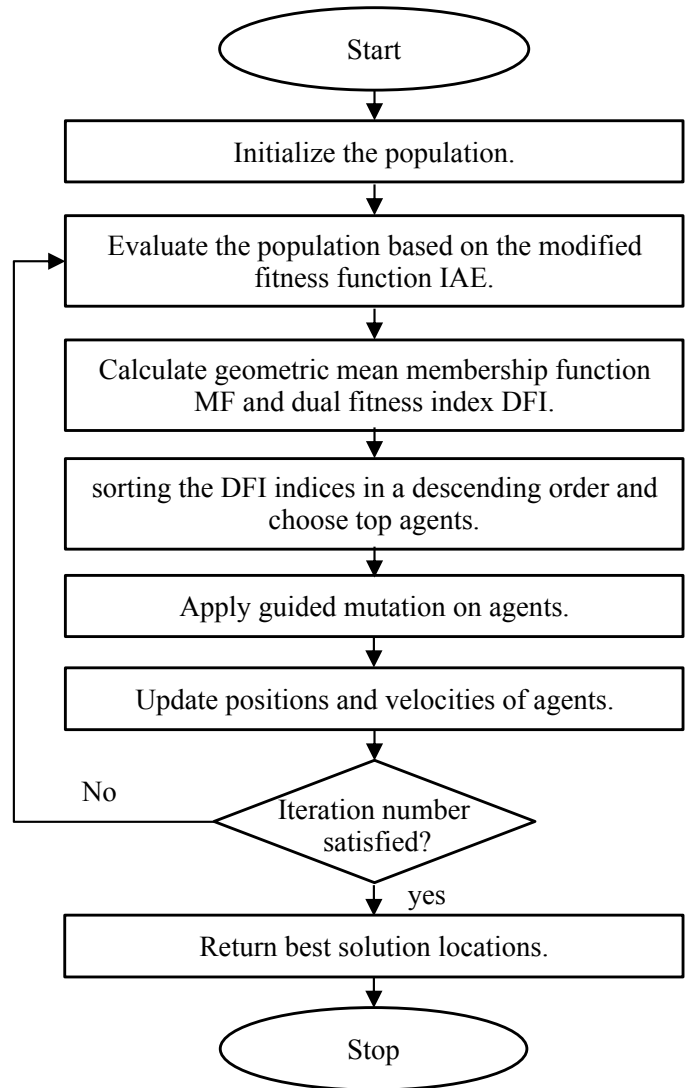 Start
Initialize the population.
Evaluate the population based on the modified
fitness function IAE.
Calculate geometric mean membership function
MF and dual fitness index DFI.
sorting the DFI indices in a descending order and
choose top agents.
Apply guided mutation on agents.
Update positions and velocities of agents.
No
Iteration number
satisfied?
yes
Return best solution locations.
Stop